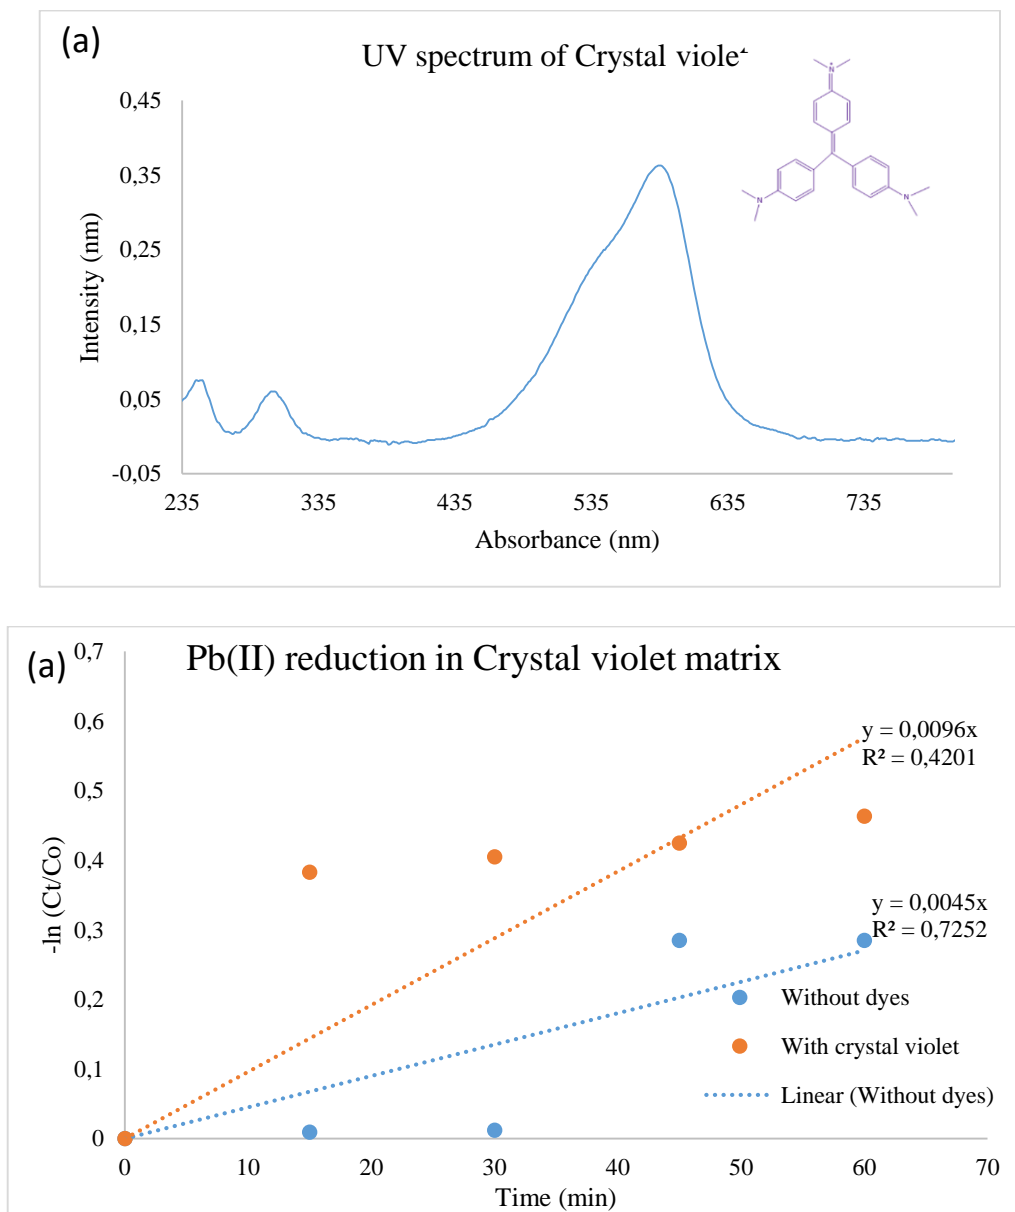 (a)
UV spectrum of Crystal viole
N
N
N
0,45
0,35
0,25
0,15
0,05
-0,05
Intensity (nm)
235 335 435 535 635 735
Absorbance (nm)
(a)
Pb(II) reduction in Crystal violet matrix
0,7
0,6
0,5
0,4
0,3
0,2
0,1
0
-ln (Ct/Co)
y = 0,0096x
R² = 0,4201
y = 0,0045x
R² = 0,7252
Without dyes
With crystal violet
Linear (Without dyes)
0 10 20 30 40 50 60 70
Time (min)